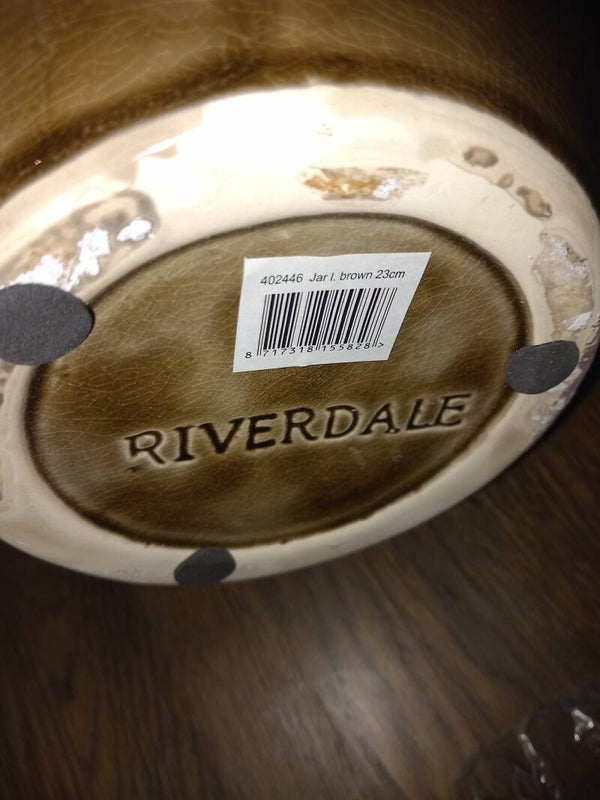 402446 Jar l. brown 23cm
8 717318 155828 >
RIVERDALE